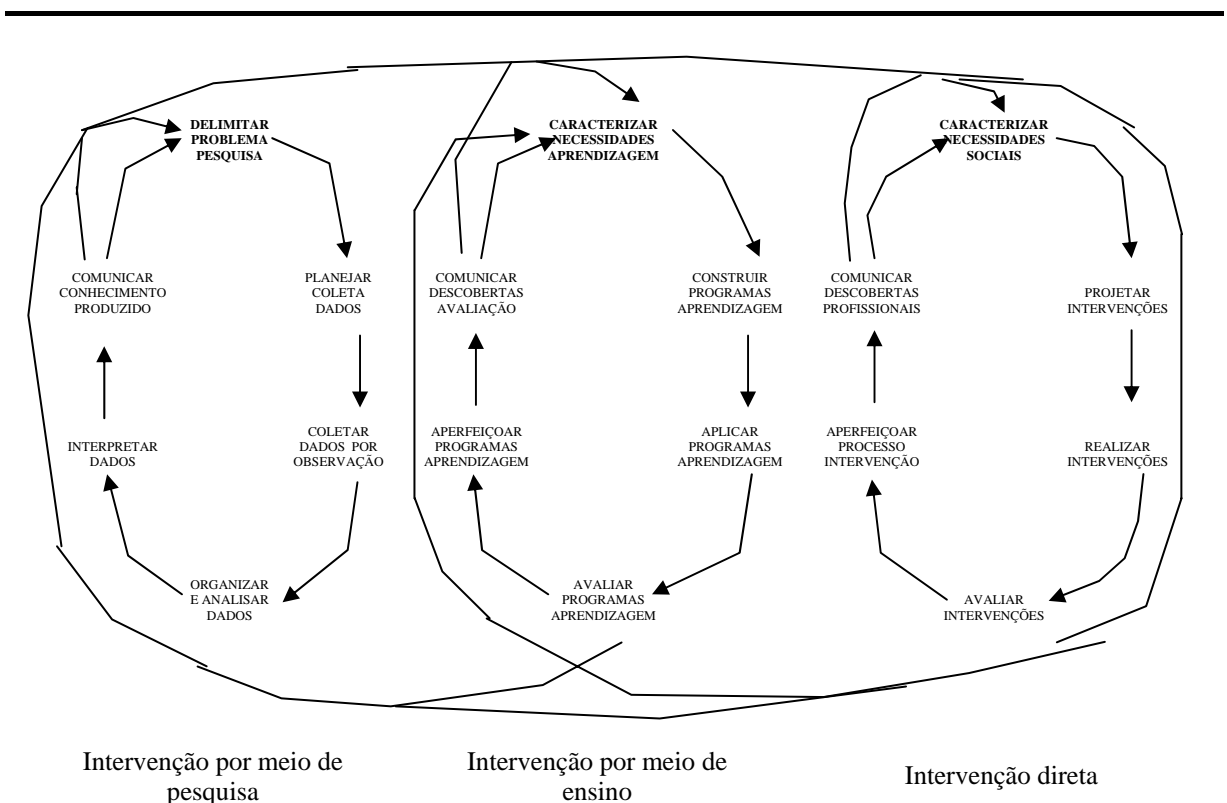 DELIMITAR
PROBLEMA
PESQUISA
PLANEJAR
COLETA
DADOS
COLETAR
DADOS POR
OBSERVAÇÃO
ORGANIZAR
E ANALISAR
DADOS
INTERPRETAR
DADOS
COMUNICAR
CONHECIMENTO
PRODUZIDO
Intervenção por meio de
pesquisa
CARACTERIZAR
NECESSIDADES
APRENDIZAGEM
CONSTRUIR
PROGRAMAS
APRENDIZAGEM
APLICAR
PROGRAMAS
APRENDIZAGEM
AVALIAR
PROGRAMAS
APRENDIZAGEM
APERFEIÇOAR
PROGRAMAS
APRENDIZAGEM
COMUNICAR
DESCOBERTAS
AVALIAÇÃO
Intervenção por meio de
ensino
CARACTERIZAR
NECESSIDADES
SOCIAIS
PROJETAR
INTERVENÇÕES
REALIZAR
INTERVENÇÕES
AVALIAR
INTERVENÇÕES
APERFEIÇOAR
PROCESSO
INTERVENÇÃO
COMUNICAR
DESCOBERTAS
PROFISSIONAIS
Intervenção direta